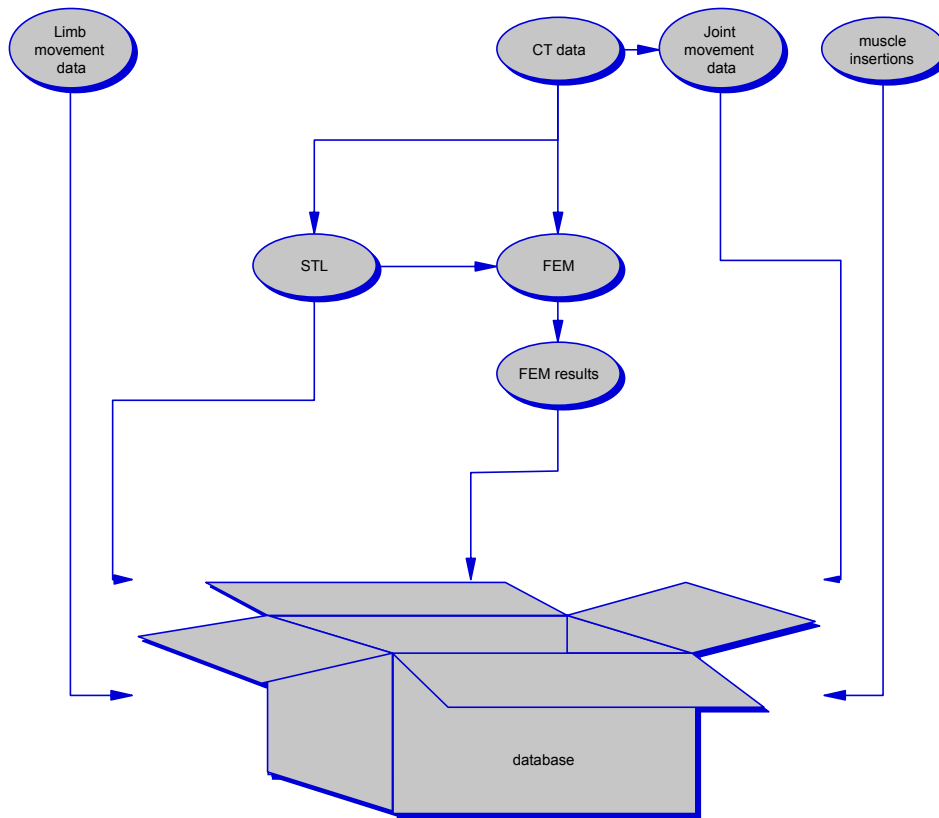 Limb
movement
data
CT data
Joint
movement
data
muscle
insertions
STL
FEM
FEM results
database